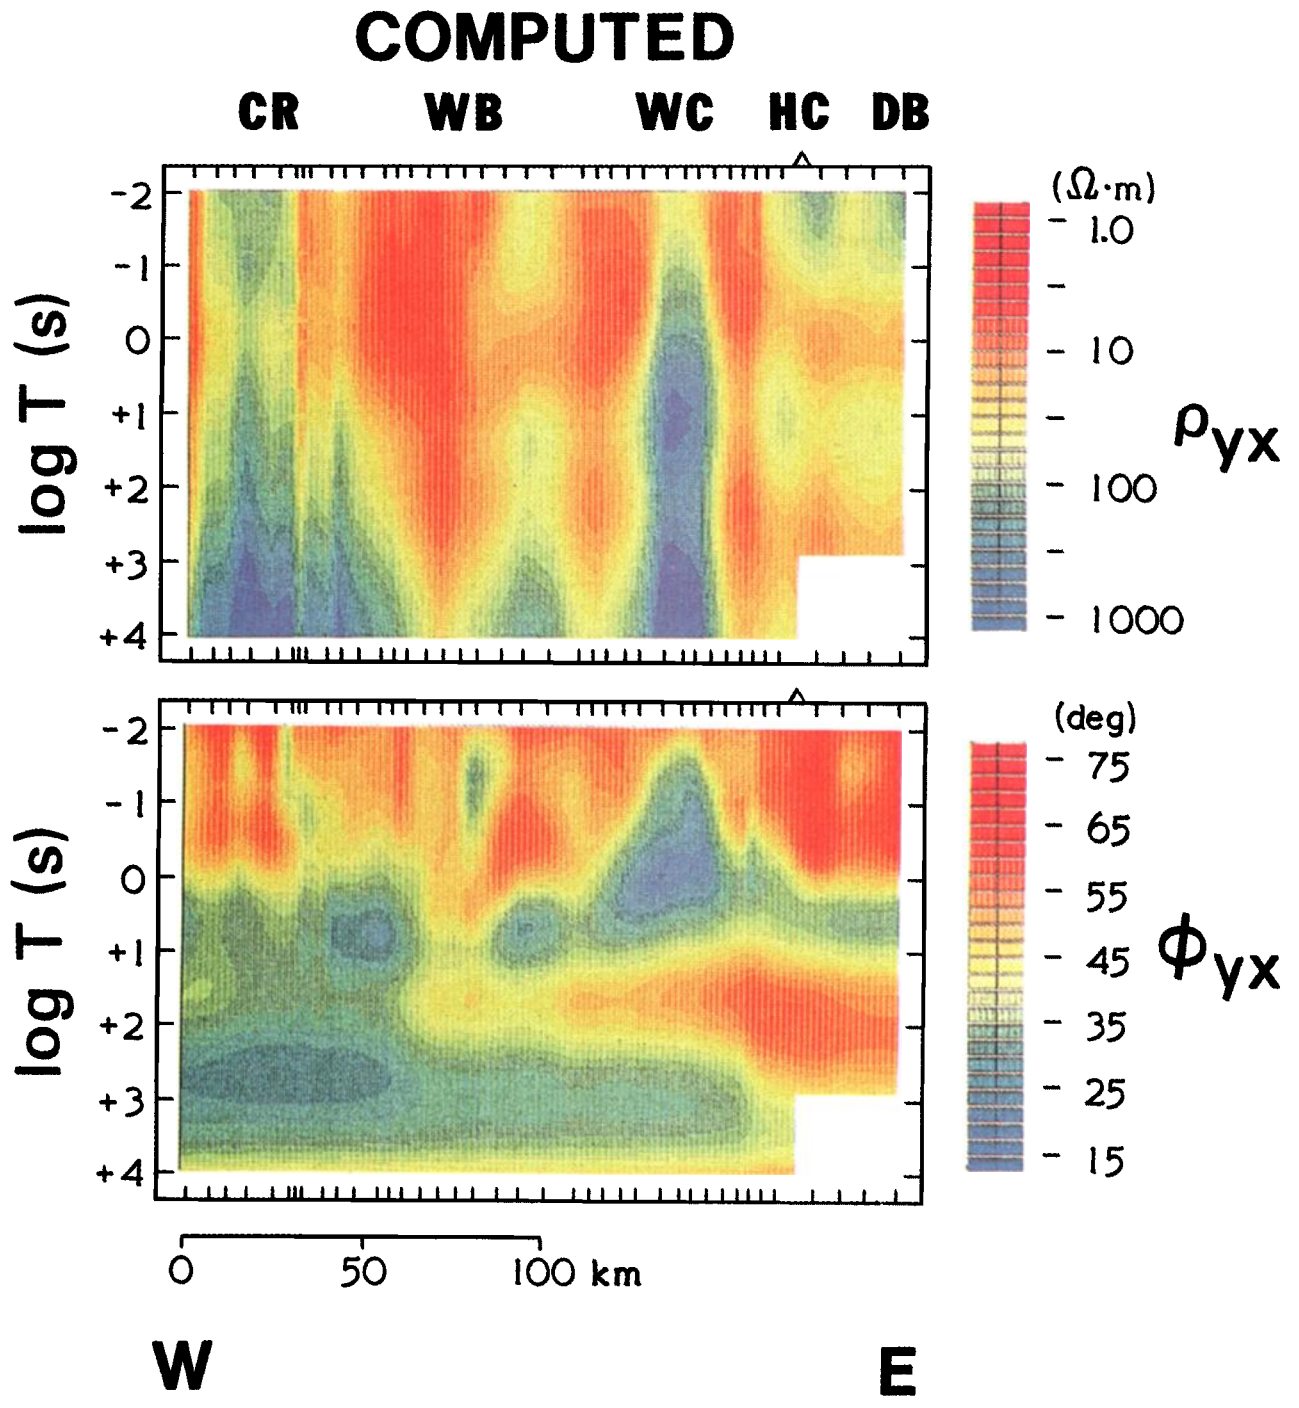 COMPUTED
CR WB WC HC DB
log T (s)
-2
-1
0
+1
+2
+3
+4
(Ω·m)
1.0
10
100
1000
ρyx
log T (s)
-2
-1
0
+1
+2
+3
+4
(deg)
75
65
55
45
35
25
15
ϕyx
0 50 100 km
W E